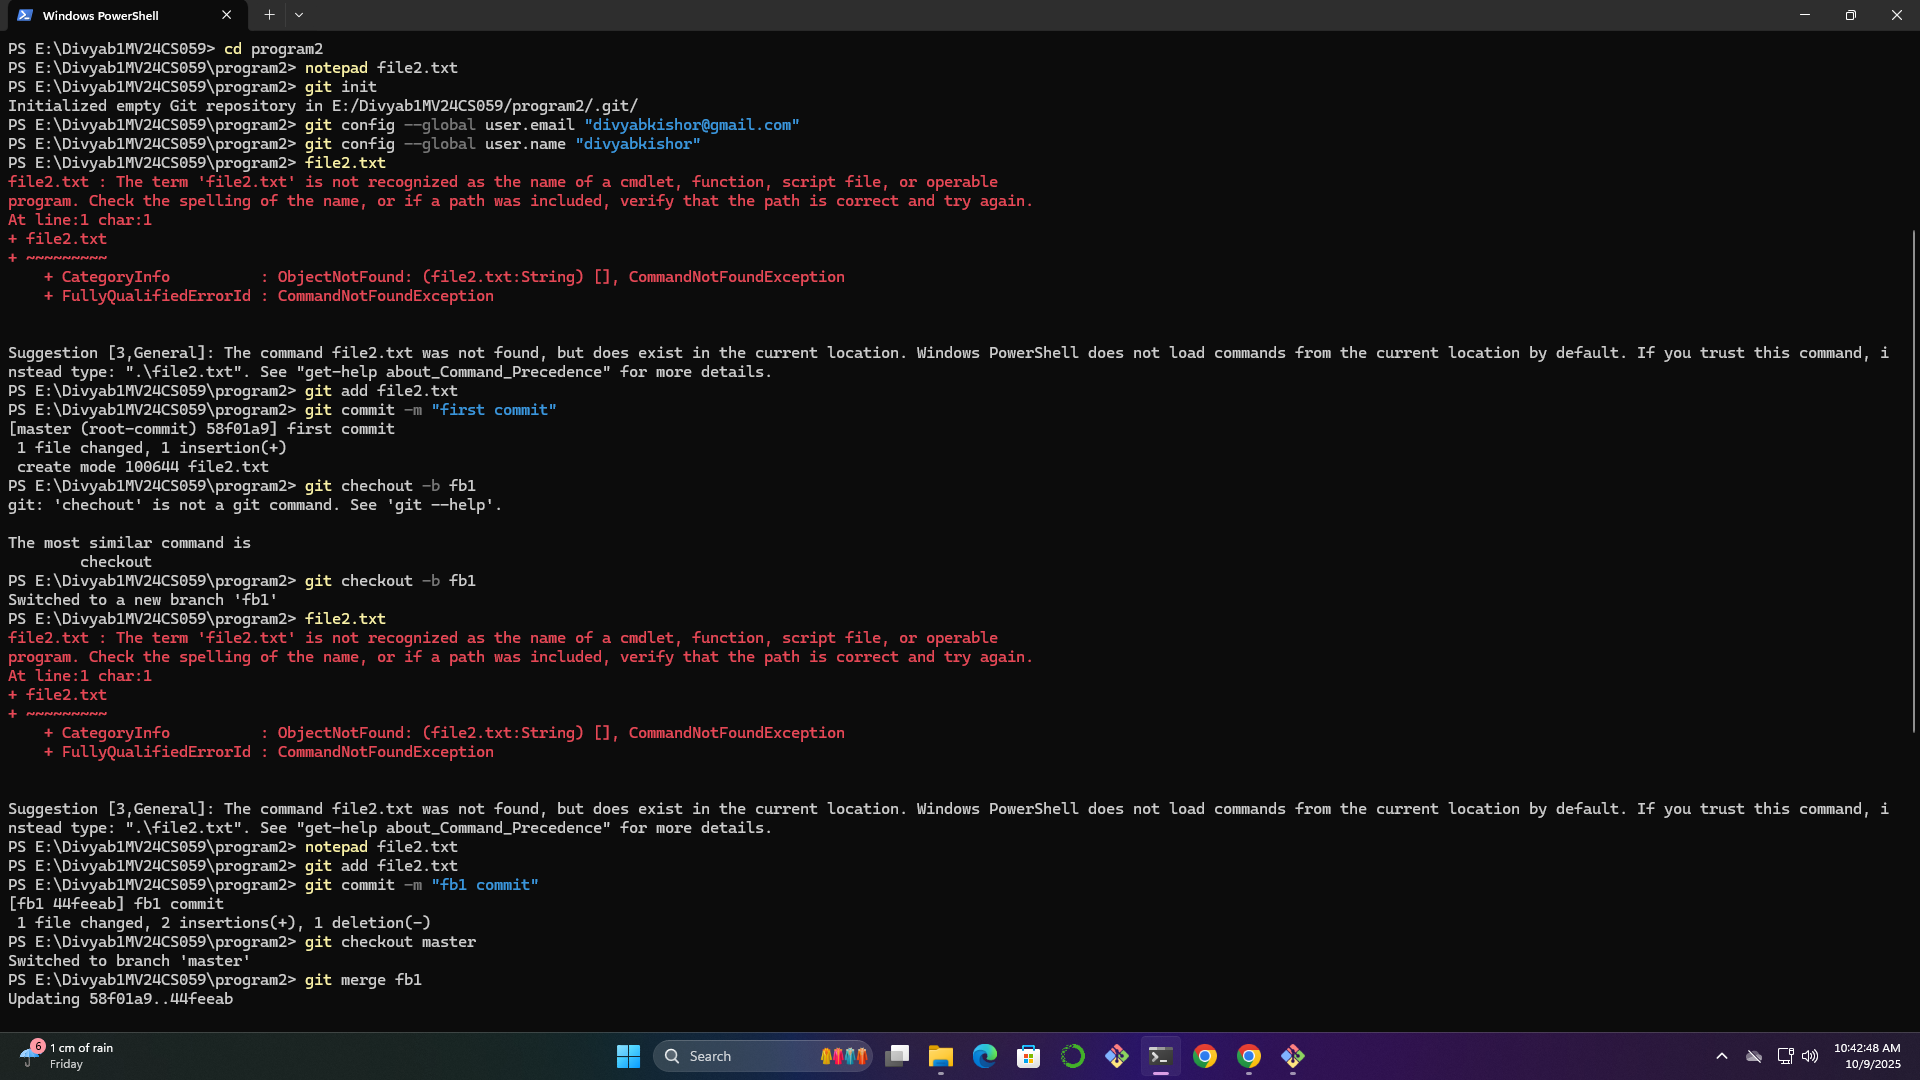 Windows PowerShell
PS E:\Divyab1MV24CS059> cd program2
PS E:\Divyab1MV24CS059\program2> notepad file2.txt
PS E:\Divyab1MV24CS059\program2> git init
Initialized empty Git repository in E:/Divyab1MV24CS059/program2/.git/
PS E:\Divyab1MV24CS059\program2> git config --global user.email "divyabkishor@gmail.com"
PS E:\Divyab1MV24CS059\program2> git config --global user.name "divyabkishor"
PS E:\Divyab1MV24CS059\program2> file2.txt
file2.txt : The term 'file2.txt' is not recognized as the name of a cmdlet, function, script file, or operable
program. Check the spelling of the name, or if a path was included, verify that the path is correct and try again.
At line:1 char:1
+ file2.txt
+ ~~~~~~~~~
    + CategoryInfo          : ObjectNotFound: (file2.txt:String) [], CommandNotFoundException
    + FullyQualifiedErrorId : CommandNotFoundException
Suggestion [3,General]: The command file2.txt was not found, but does exist in the current location. Windows PowerShell does not load commands from the current location by default. If you trust this command, i
nstead type: ".\file2.txt". See "get-help about_Command_Precedence" for more details.
PS E:\Divyab1MV24CS059\program2> git add file2.txt
PS E:\Divyab1MV24CS059\program2> git commit -m "first commit"
[master (root-commit) 58f01a9] first commit
 1 file changed, 1 insertion(+)
 create mode 100644 file2.txt
PS E:\Divyab1MV24CS059\program2> git chechout -b fb1
git: 'chechout' is not a git command. See 'git --help'.
The most similar command is
        checkout
PS E:\Divyab1MV24CS059\program2> git checkout -b fb1
Switched to a new branch 'fb1'
PS E:\Divyab1MV24CS059\program2> file2.txt
file2.txt : The term 'file2.txt' is not recognized as the name of a cmdlet, function, script file, or operable
program. Check the spelling of the name, or if a path was included, verify that the path is correct and try again.
At line:1 char:1
+ file2.txt
+ ~~~~~~~~~
    + CategoryInfo          : ObjectNotFound: (file2.txt:String) [], CommandNotFoundException
    + FullyQualifiedErrorId : CommandNotFoundException
Suggestion [3,General]: The command file2.txt was not found, but does exist in the current location. Windows PowerShell does not load commands from the current location by default. If you trust this command, i
nstead type: ".\file2.txt". See "get-help about_Command_Precedence" for more details.
PS E:\Divyab1MV24CS059\program2> notepad file2.txt
PS E:\Divyab1MV24CS059\program2> git add file2.txt
PS E:\Divyab1MV24CS059\program2> git commit -m "fb1 commit"
[fb1 44feeab] fb1 commit
 1 file changed, 2 insertions(+), 1 deletion(-)
PS E:\Divyab1MV24CS059\program2> git checkout master
Switched to branch 'master'
PS E:\Divyab1MV24CS059\program2> git merge fb1
Updating 58f01a9..44feeab
6
1 cm of rain
Friday
Search
10:42:48 AM
10/9/2025